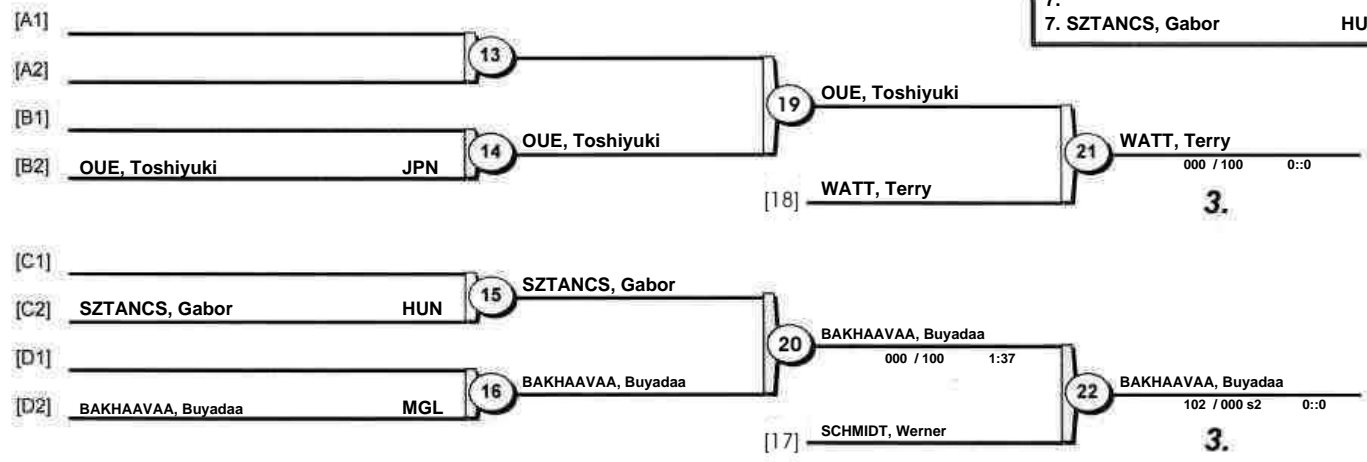 7.
7. SZTANCS, Gabor HU
[A1]
13
[A2]
19 OUE, Toshiyuki
[B1]
14 OUE, Toshiyuki
[B2] OUE, Toshiyuki JPN
21 WATT, Terry
000 / 100 0::0
[18] WATT, Terry
3.
[C1]
15 SZTANCS, Gabor
[C2] SZTANCS, Gabor HUN
20 BAKHAAVAA, Buyadaa
000 / 100 1:37
[D1]
16 BAKHAAVAA, Buyadaa
[D2] BAKHAAVAA, Buyadaa MGL
22 BAKHAAVAA, Buyadaa
102 / 000 s2 0::0
[17] SCHMIDT, Werner
3.